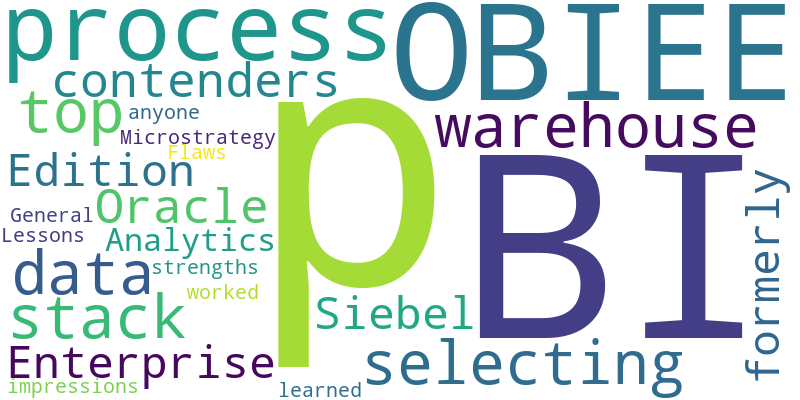 process
OBIEE
contenders
top
anyone
warehouse
Microstrategy
Flaws
p
BI
Edition
formerly
Oracle
General
Lessons
Analytics
data
strengths
worked
stack
Siebel
Enterprise
selecting
impressions
learned